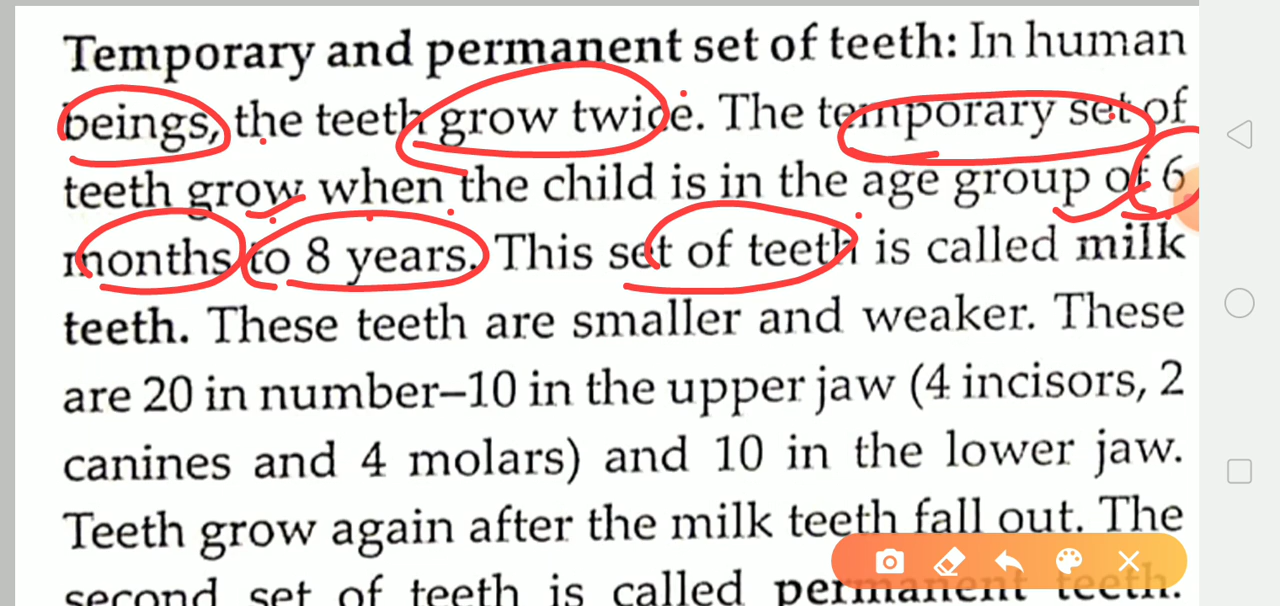 Temporary and permanent set of teeth: In human
beings, the teeth grow twice. The temporary set of
teeth grow when the child is in the age group of 6
months to 8 years. This set of teeth is called milk
teeth. These teeth are smaller and weaker. These
are 20 in number–10 in the upper jaw (4 incisors, 2
canines and 4 molars) and 10 in the lower jaw.
Teeth grow again after the milk teeth fall out. The
second set of teeth is called permanent teeth.